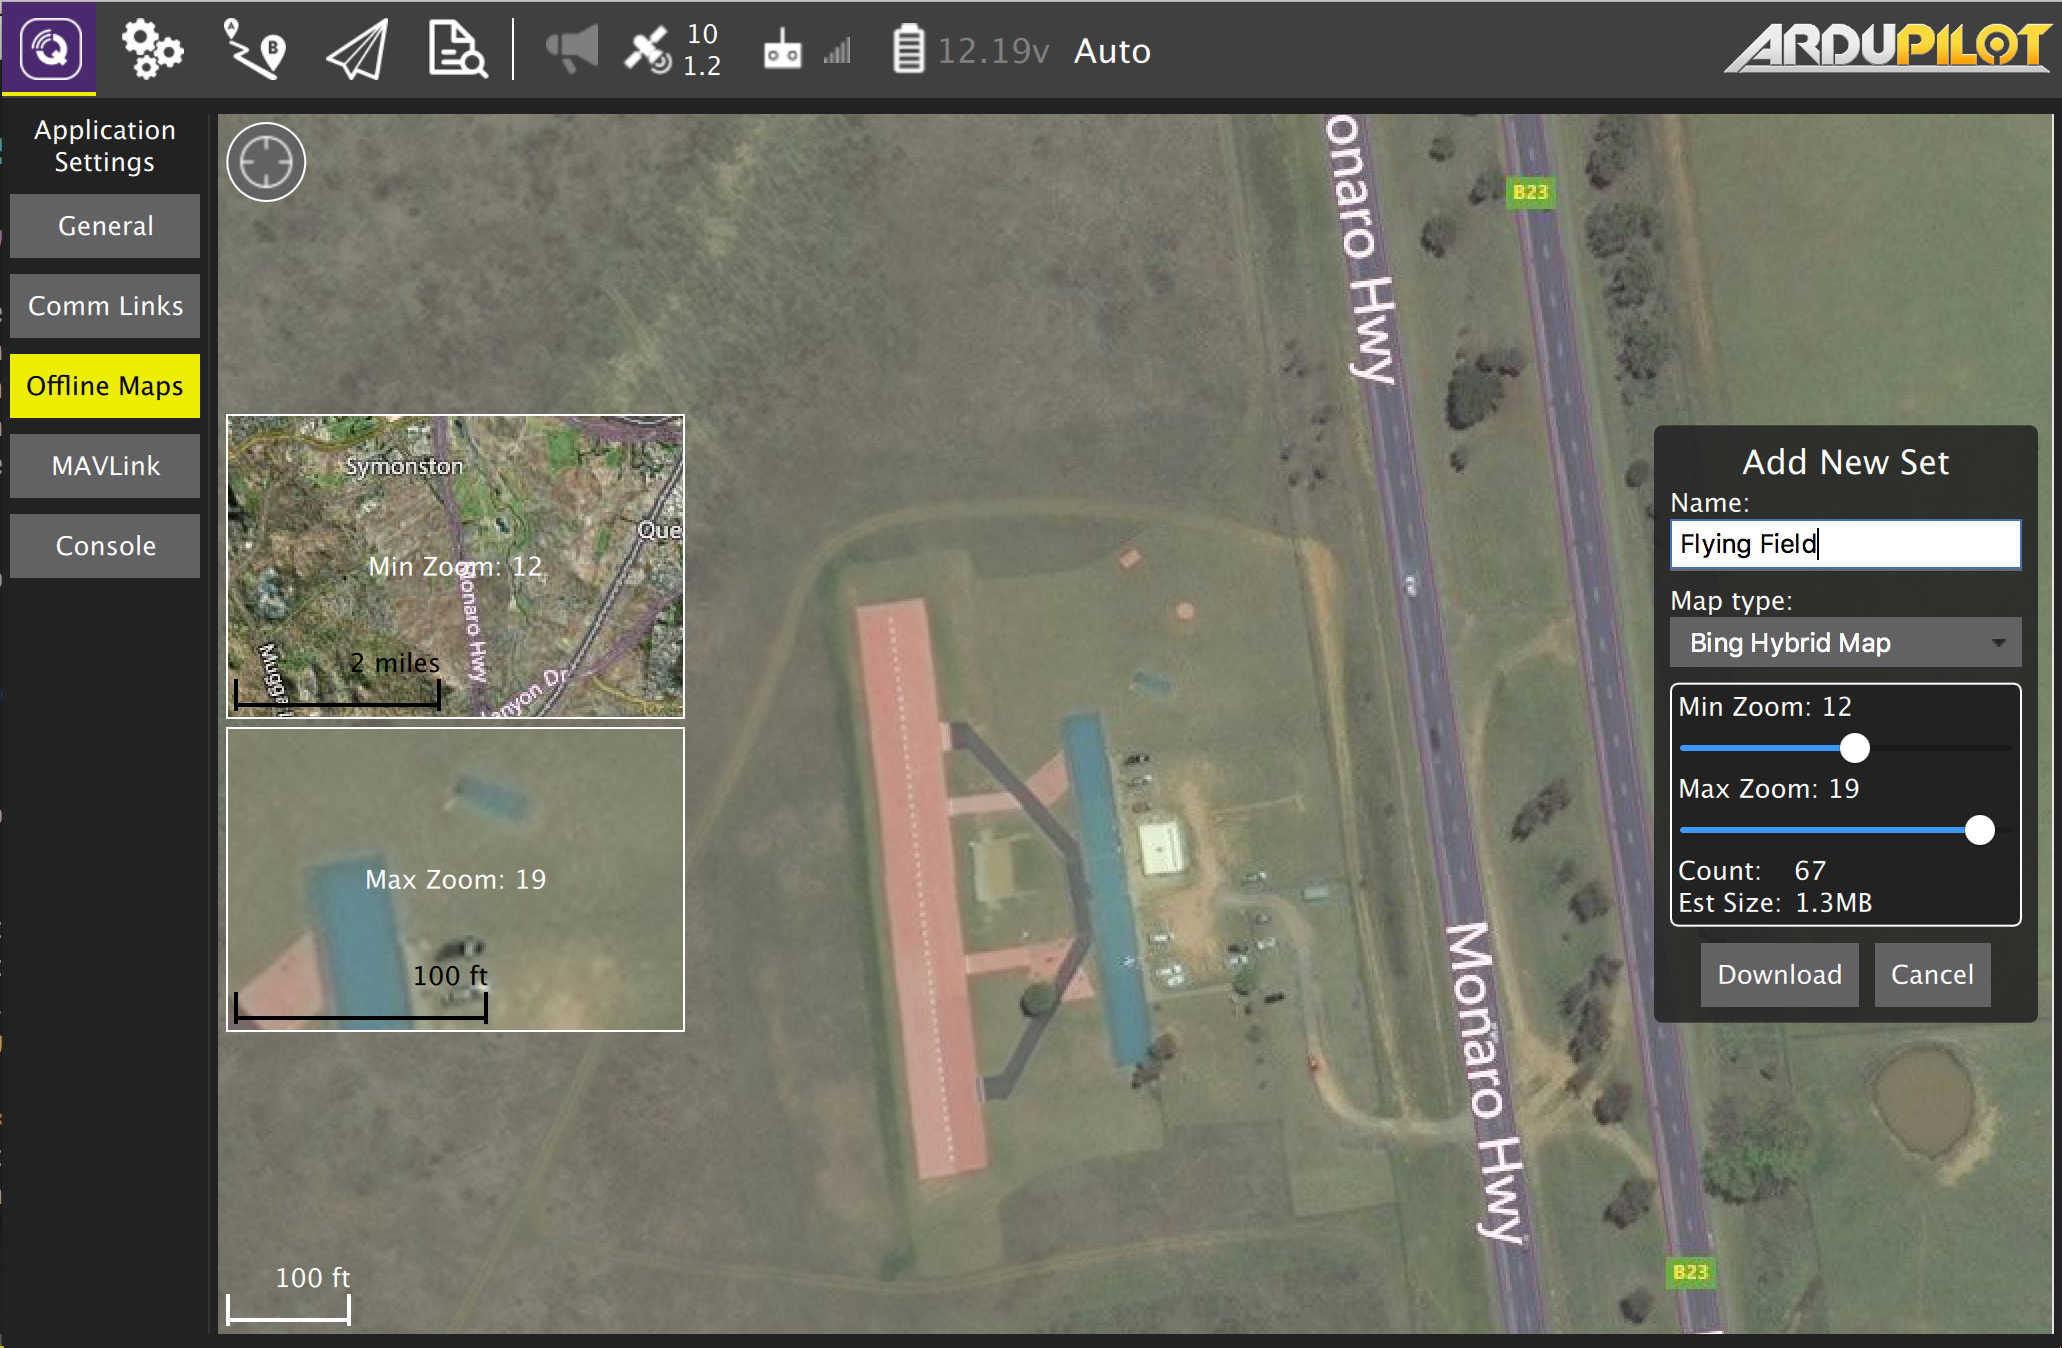 10
1.2
12.19v
Auto
ARDUPILOT
Application
Settings
General
Comm Links
Offline Maps
MAVLink
Console
onaro Hwy
B23
Symonston
Que
Min Zoom: 12
Monaro Hwy
Mugga
2 miles
anyon Dr
Max Zoom: 19
100 ft
Add New Set
Name:
Flying Field
Map type:
Bing Hybrid Map
Min Zoom: 12
Max Zoom: 19
Count: 67
Est Size: 1.3MB
Download
Cancel
Monaro Hwy
B23
100 ft